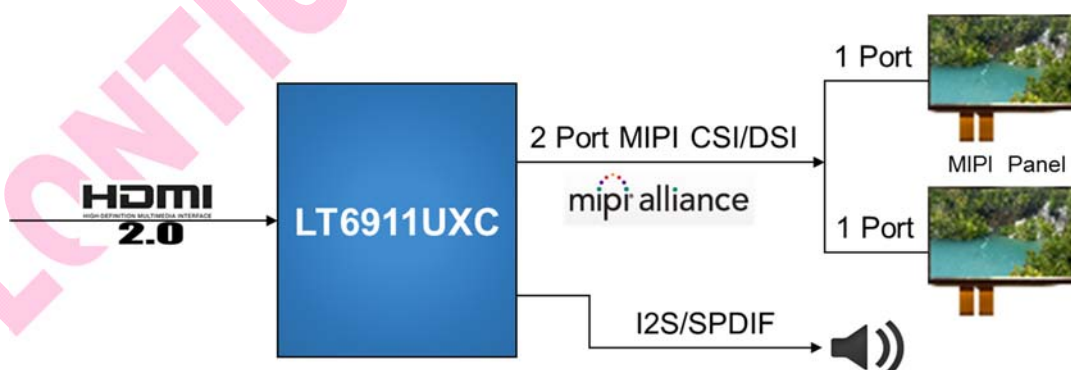 LONTIU
HDMI
HIGH-DEFINITION MULTIMEDIA INTERFACE
2.0
LT6911UXC
2 Port MIPI CSI/DSI
mipi alliance
1 Port
MIPI Panel
1 Port
I2S/SPDIF